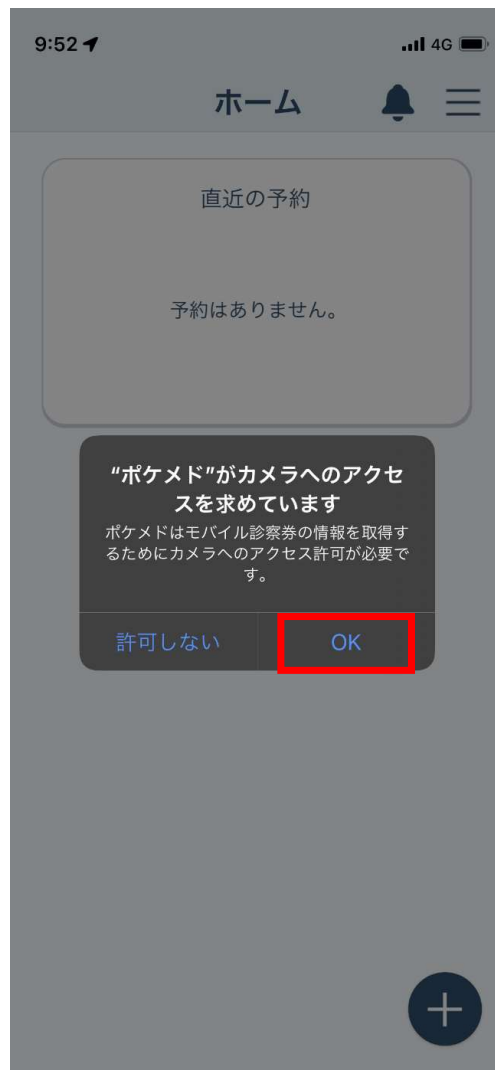 9:52
4G
ホーム
直近の予約
予約はありません。
“ポケメド”がカメラへのアクセ
スを求めています
ポケメドはモバイル診察券の情報を取得す
るためにカメラへのアクセス許可が必要で
す。
許可しない OK